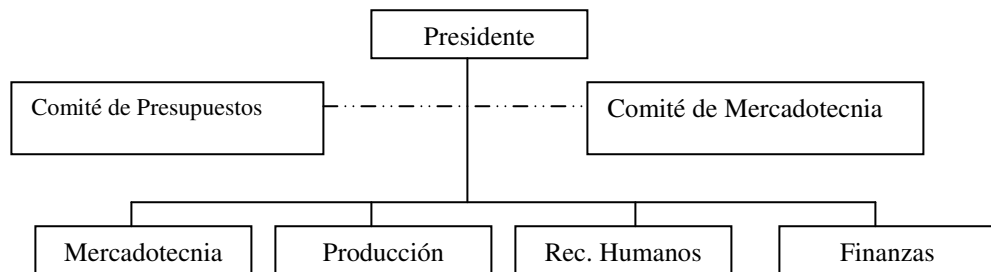 Presidente
Comité de Presupuestos
Comité de Mercadotecnia
Mercadotecnia
Producción
Rec. Humanos
Finanzas